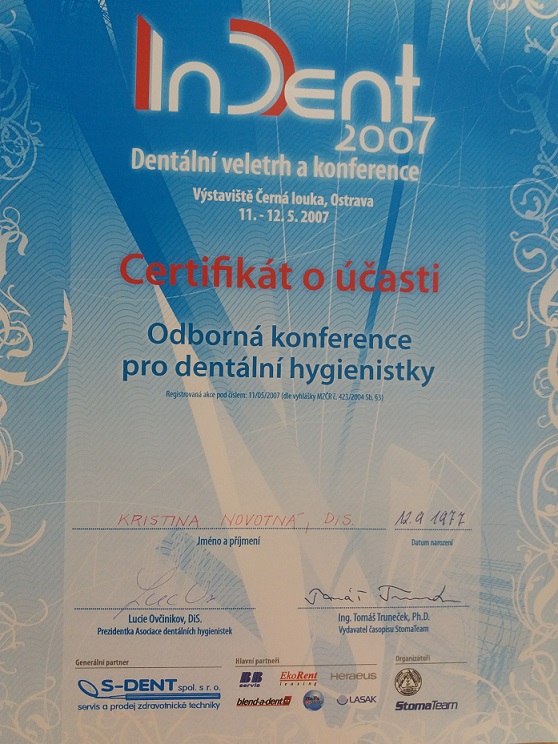 InDent
2007
Dentální veletrh a konference
Výstaviště Černá louka, Ostrava
11. - 12. 5. 2007
Certifikát o účasti
Odborná konference
pro dentální hygienistky
Registrovaná akce pod číslem: 11/05/2007 (dle vyhlášky MZČR č. 423/2004 Sb. §3)
KRISTINA NOVOTNÁ, DiS. 12.9.1977
Jméno a příjmení Datum narození
Lucie Ovčinikov, DiS. Ing. Tomáš Truneček, Ph.D.
Prezidentka Asociace dentálních hygienistek Vydavatel časopisu StomaTeam
Generální partner Hlavní partneři Organizátoři
S-DENT spol. s r. o. BB servis EkoRent leasing Heraeus
servis a prodej zdravotnické techniky blend-a-dent LASAK StomaTeam